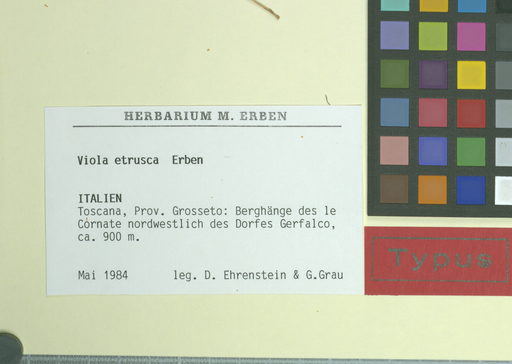 HERBARIUM M. ERBEN
Viola etrusca Erben
ITALIEN
Toscana, Prov. Grosseto: Berghänge des le
Córnate nordwestlich des Dorfes Gerfalco,
ca. 900 m.
Mai 1984 leg. D. Ehrenstein & G.Grau
Typus